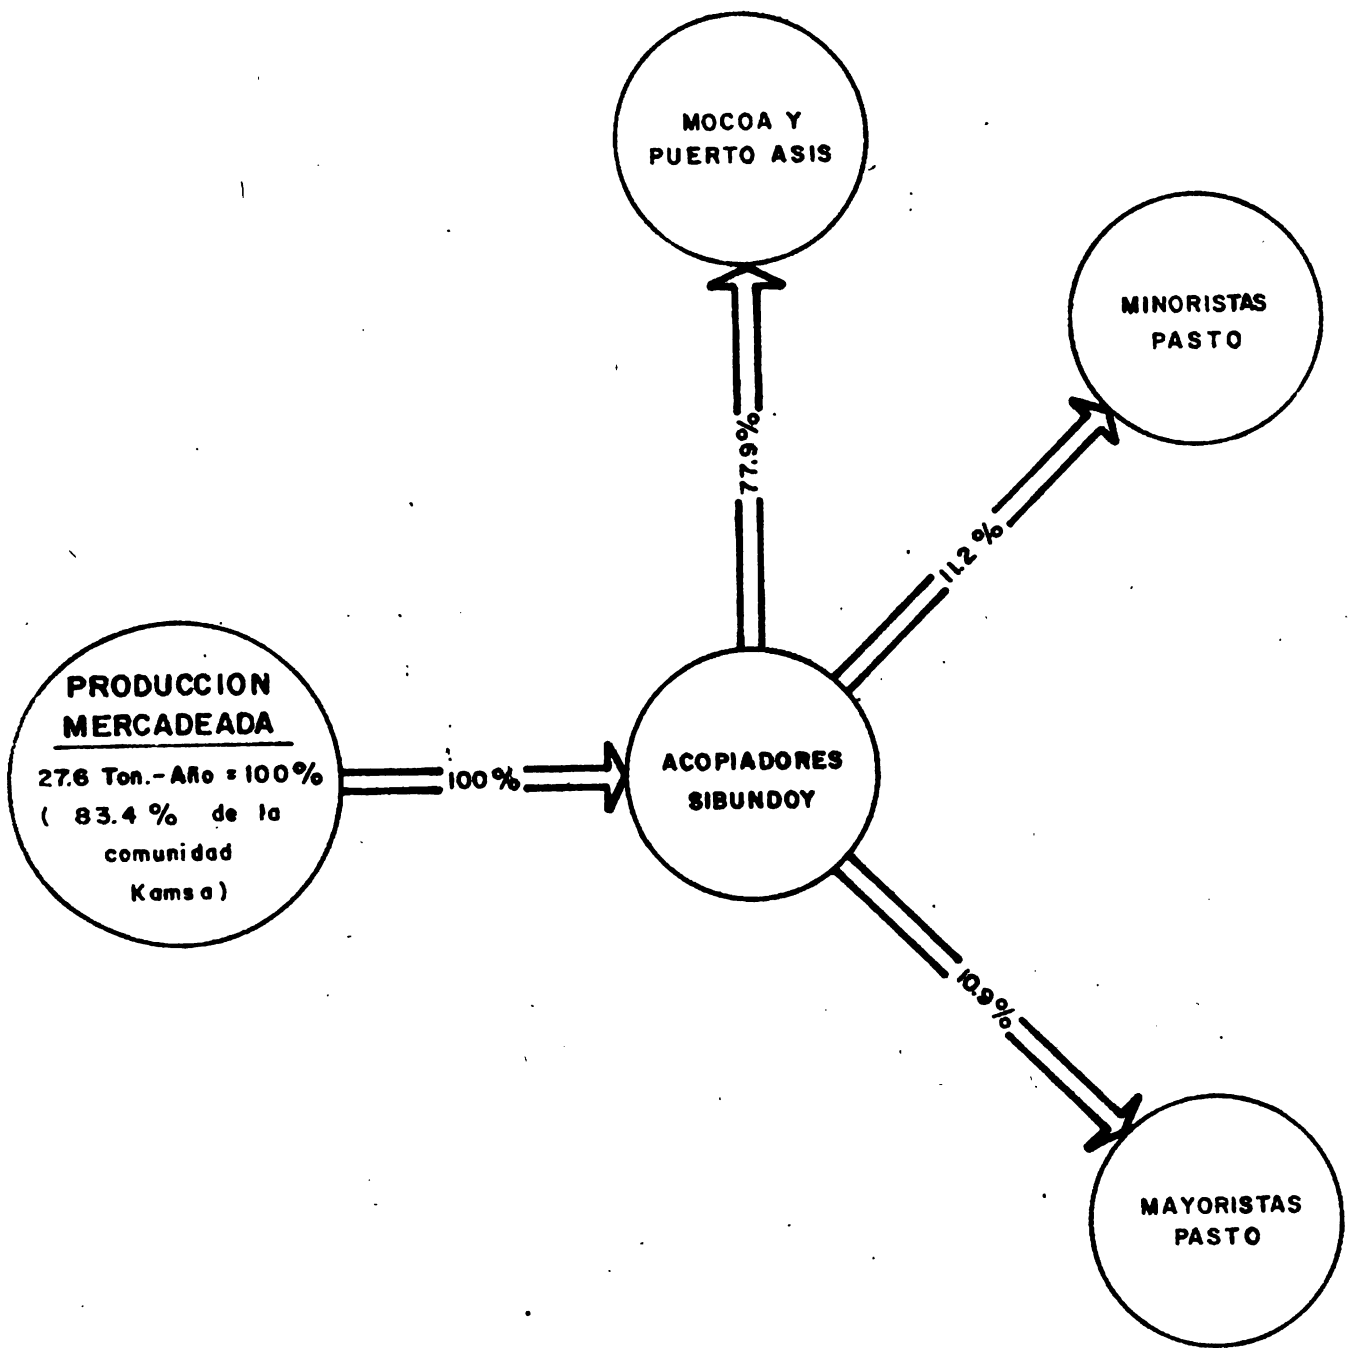 MOCOA Y
PUERTO ASIS
MINORISTAS
PASTO
77.9%
11.2%
PRODUCCION
MERCADEADA
27.6 Ton.-Año = 100%
( 83.4% de la
comunidad
Kamsa)
100%
ACOPIADORES
SIBUNDOY
10.9%
MAYORISTAS
PASTO